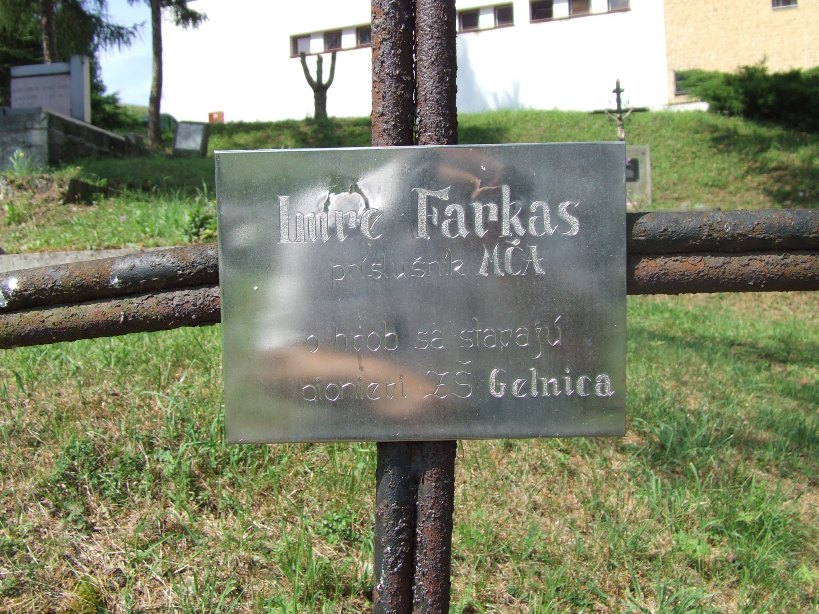 Imre Farkas
príslušník MČA
o hrob sa starajú
pionieri ZŠ Gelnica